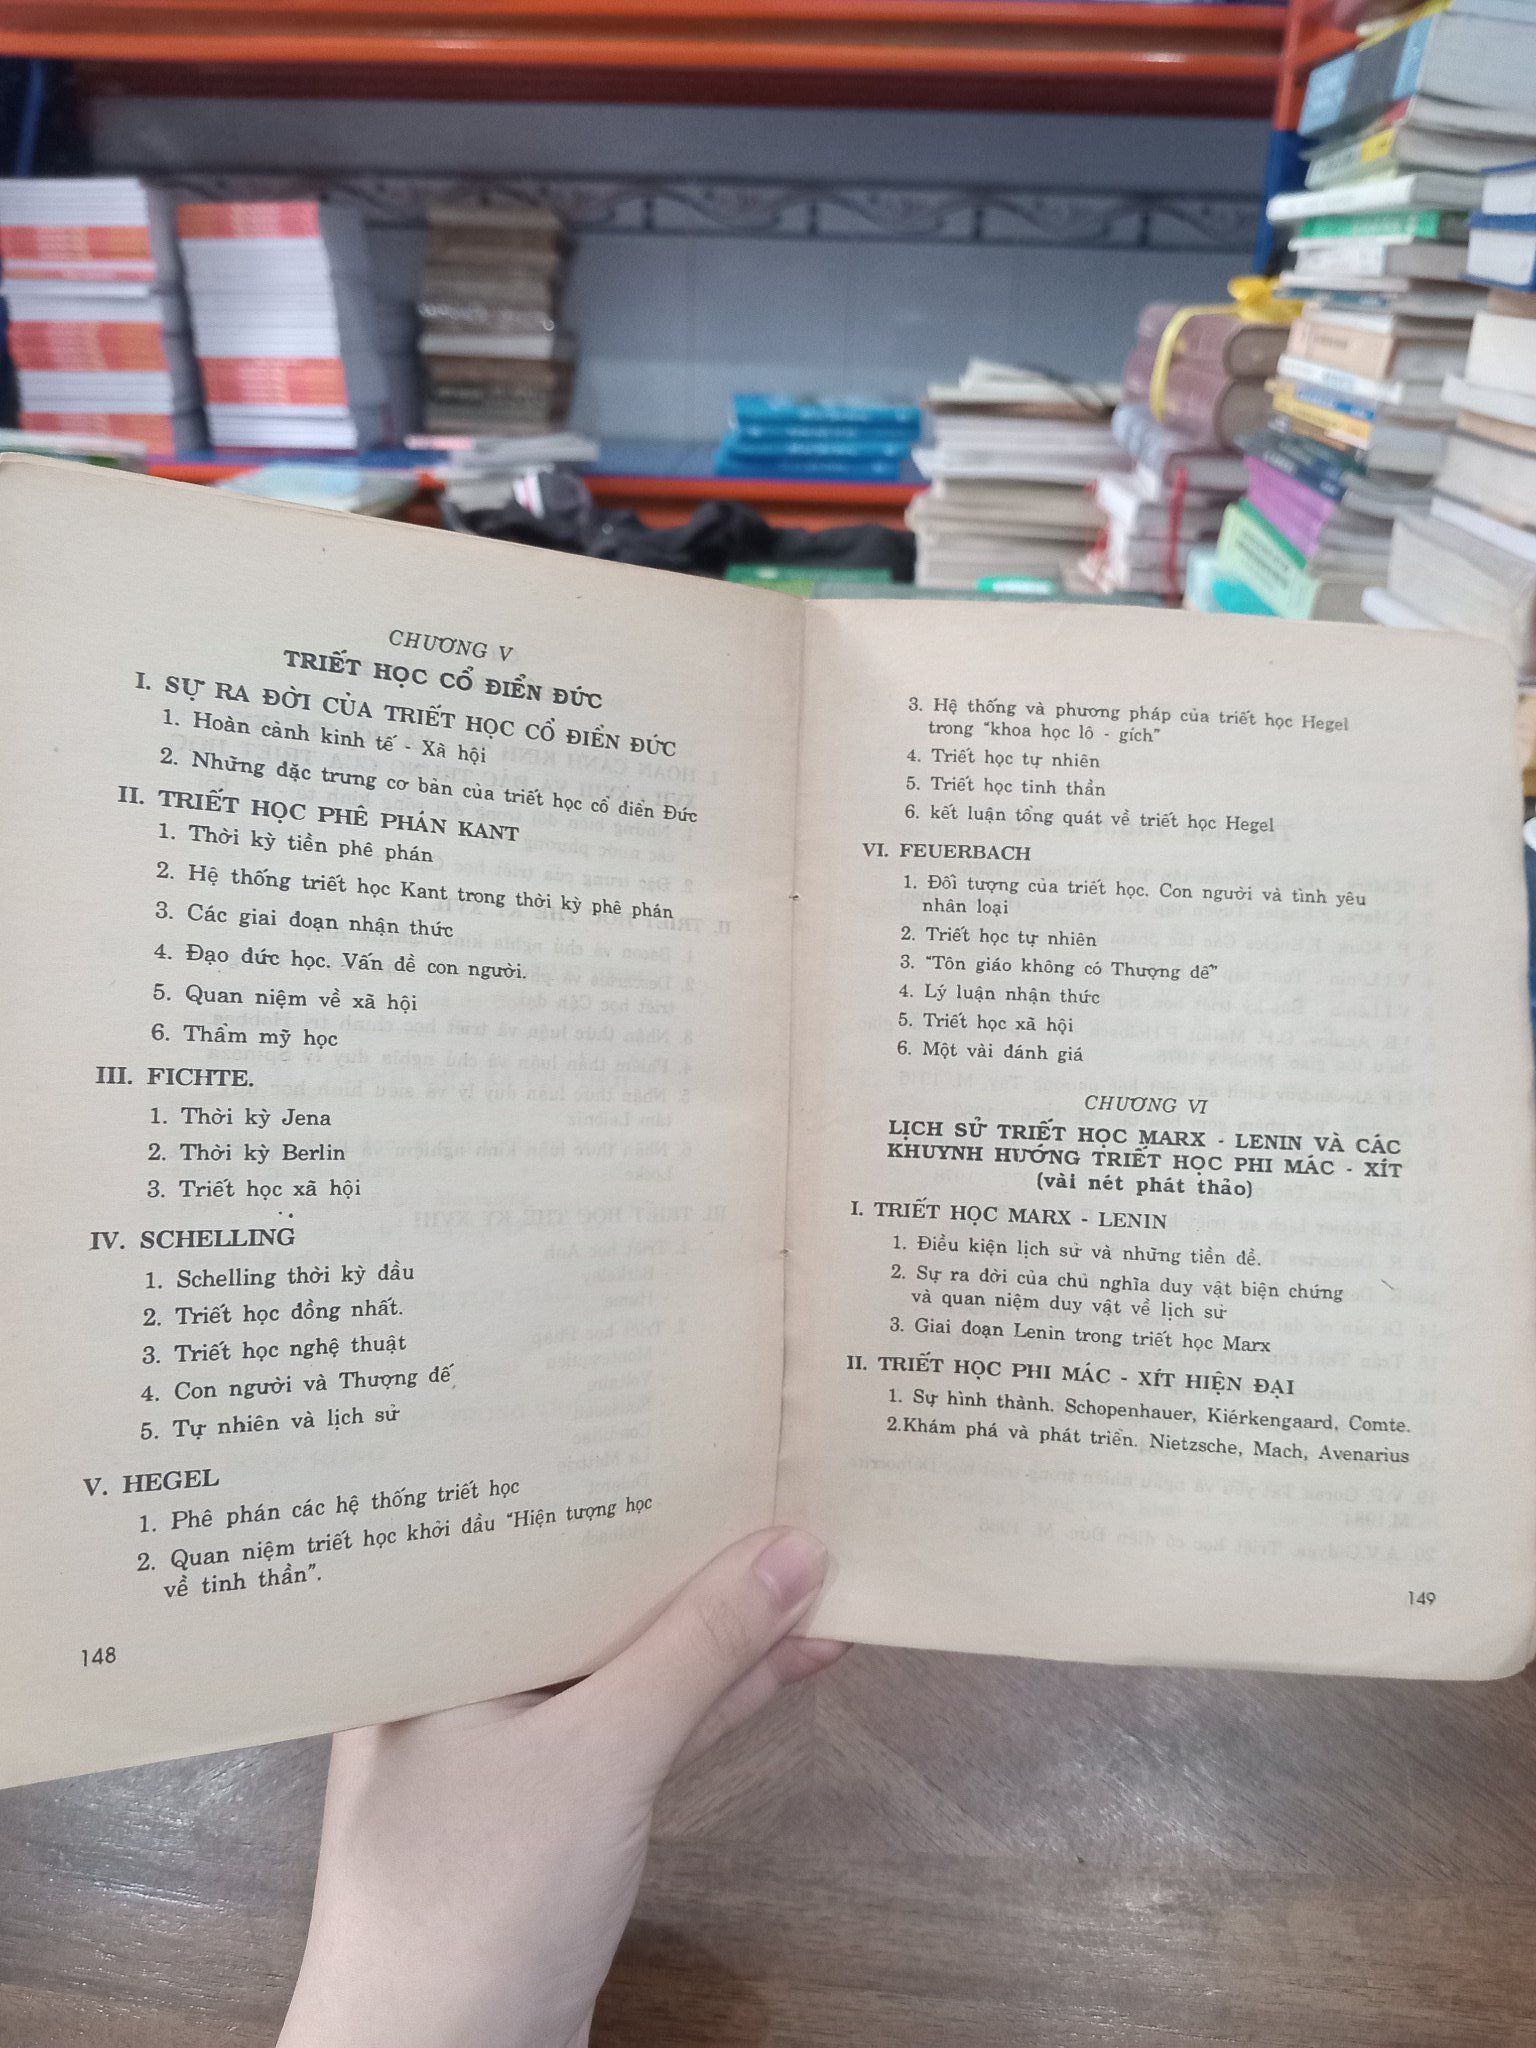 CHƯƠNG V
TRIẾT HỌC CỔ ĐIỂN ĐỨC
I. SỰ RA ĐỜI CỦA TRIẾT HỌC CỔ ĐIỂN ĐỨC
1. Hoàn cảnh kinh tế - Xã hội
2. Những đặc trưng cơ bản của triết học cổ điển Đức
II. TRIẾT HỌC PHÊ PHÁN KANT
1. Thời kỳ tiền phê phán
2. Hệ thống triết học Kant trong thời kỳ phê phán
3. Các giai đoạn nhận thức
4. Đạo đức học. Vấn đề con người.
5. Quan niệm về xã hội
6. Thẩm mỹ học
III. FICHTE.
1. Thời kỳ Jena
2. Thời kỳ Berlin
3. Triết học xã hội
IV. SCHELLING
1. Schelling thời kỳ đầu
2. Triết học đồng nhất.
3. Triết học nghệ thuật
4. Con người và Thượng đế
5. Tự nhiên và lịch sử
V. HEGEL
1. Phê phán các hệ thống triết học
2. Quan niệm triết học khởi đầu “Hiện tượng học
về tinh thần”.
148
3. Hệ thống và phương pháp của triết học Hegel
trong “khoa học lô - gích”
4. Triết học tự nhiên
5. Triết học tinh thần
6. kết luận tổng quát về triết học Hegel
VI. FEUERBACH
1. Đối tượng của triết học. Con người và tình yêu
nhân loại
2. Triết học tự nhiên
3. “Tôn giáo không có Thượng đế”
4. Lý luận nhận thức
5. Triết học xã hội
6. Một vài đánh giá
CHƯƠNG VI
LỊCH SỬ TRIẾT HỌC MARX - LENIN VÀ CÁC
KHUYNH HƯỚNG TRIẾT HỌC PHI MÁC - XÍT
(vài nét phát thảo)
I. TRIẾT HỌC MARX - LENIN
1. Điều kiện lịch sử và những tiền đề.
2. Sự ra đời của chủ nghĩa duy vật biện chứng
và quan niệm duy vật về lịch sử
3. Giai đoạn Lenin trong triết học Marx
II. TRIẾT HỌC PHI MÁC - XÍT HIỆN ĐẠI
1. Sự hình thành. Schopenhauer, Kiérkengaard, Comte.
2.Khám phá và phát triển. Nietzsche, Mach, Avenarius
149